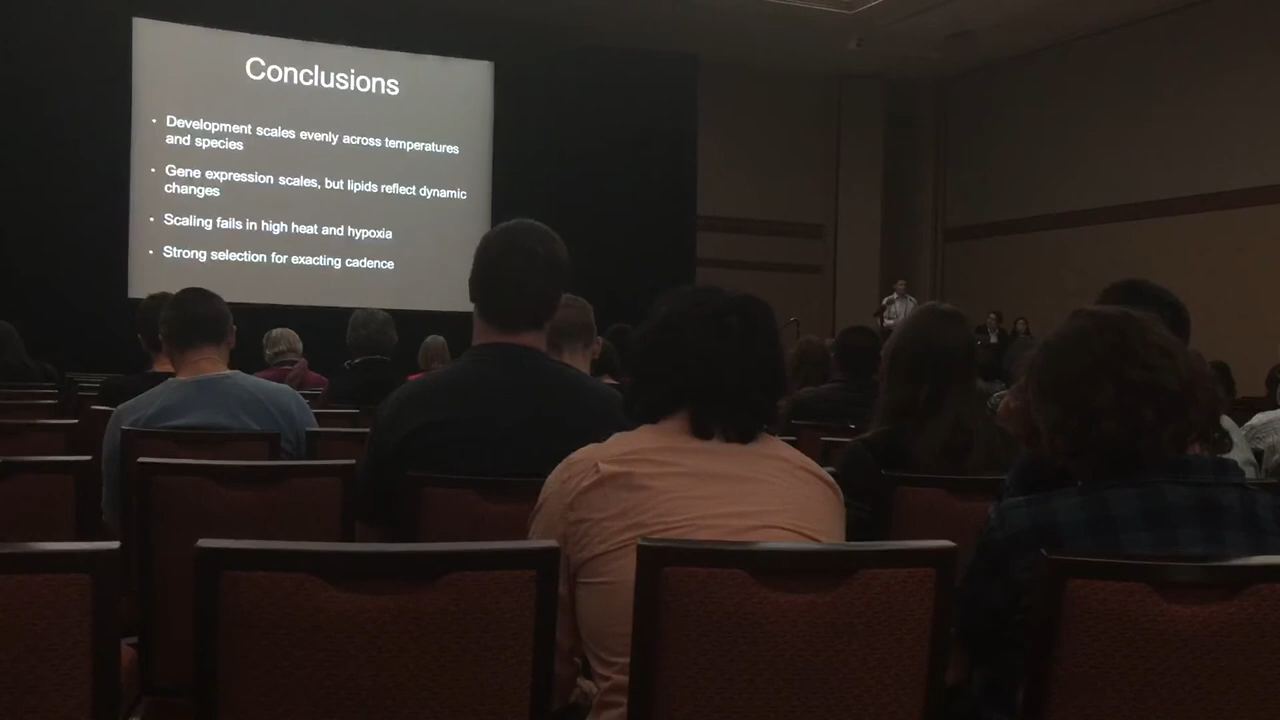 Conclusions
• Development scales evenly across temperatures
and species
• Gene expression scales, but lipids reflect dynamic
changes
• Scaling fails in high heat and hypoxia
• Strong selection for exacting cadence